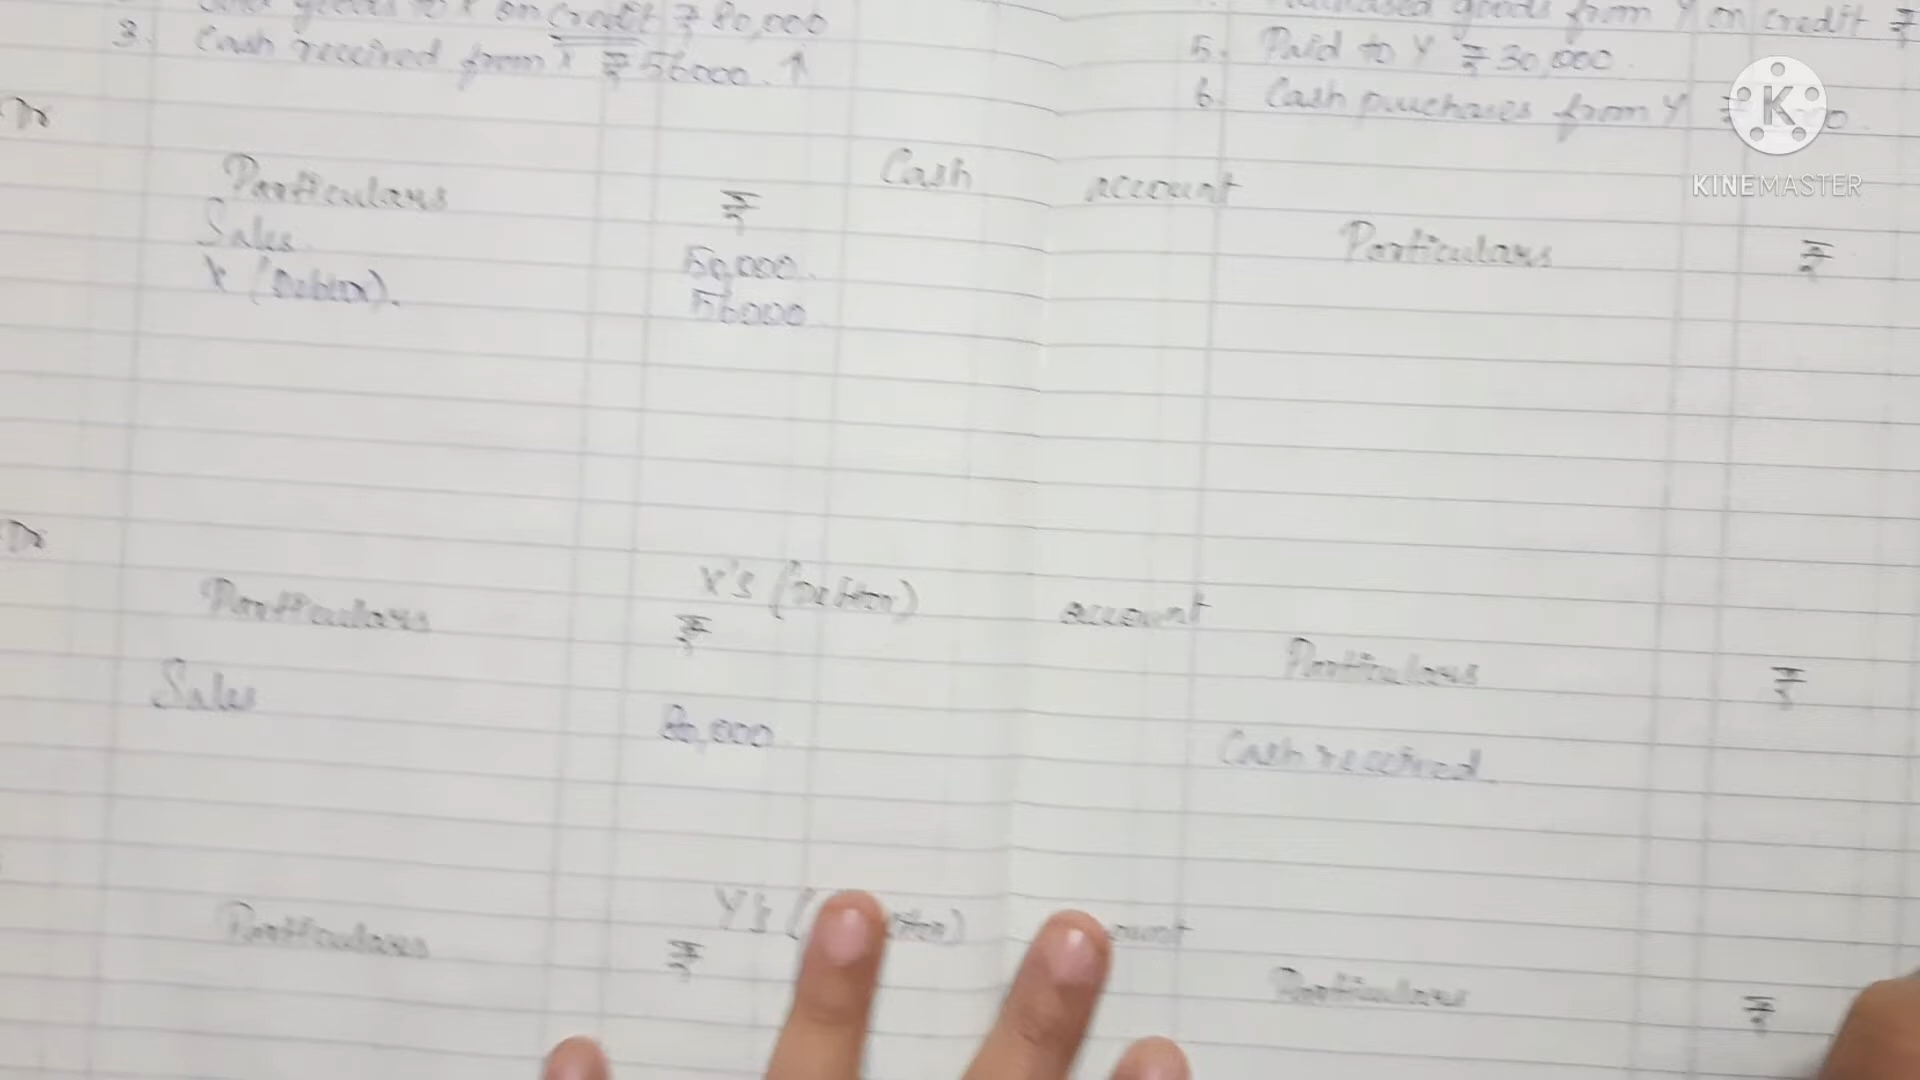 goods to X on credit ₹ 80,000
3. Cash received from X ₹ 56000. ↑
goods from Y on credit ₹
5. Paid to Y ₹ 30,000.
6. Cash purchases from Y
KINEMASTER
Dr
Cash account
Particulars ₹ Particulars ₹
Sales 50,000.
X (Debtor). 56000
Dr
X's (Debtor) account
Particulars ₹ Particulars ₹
Sales 80,000 Cash received
Y's
Particulars ₹ Particulars ₹